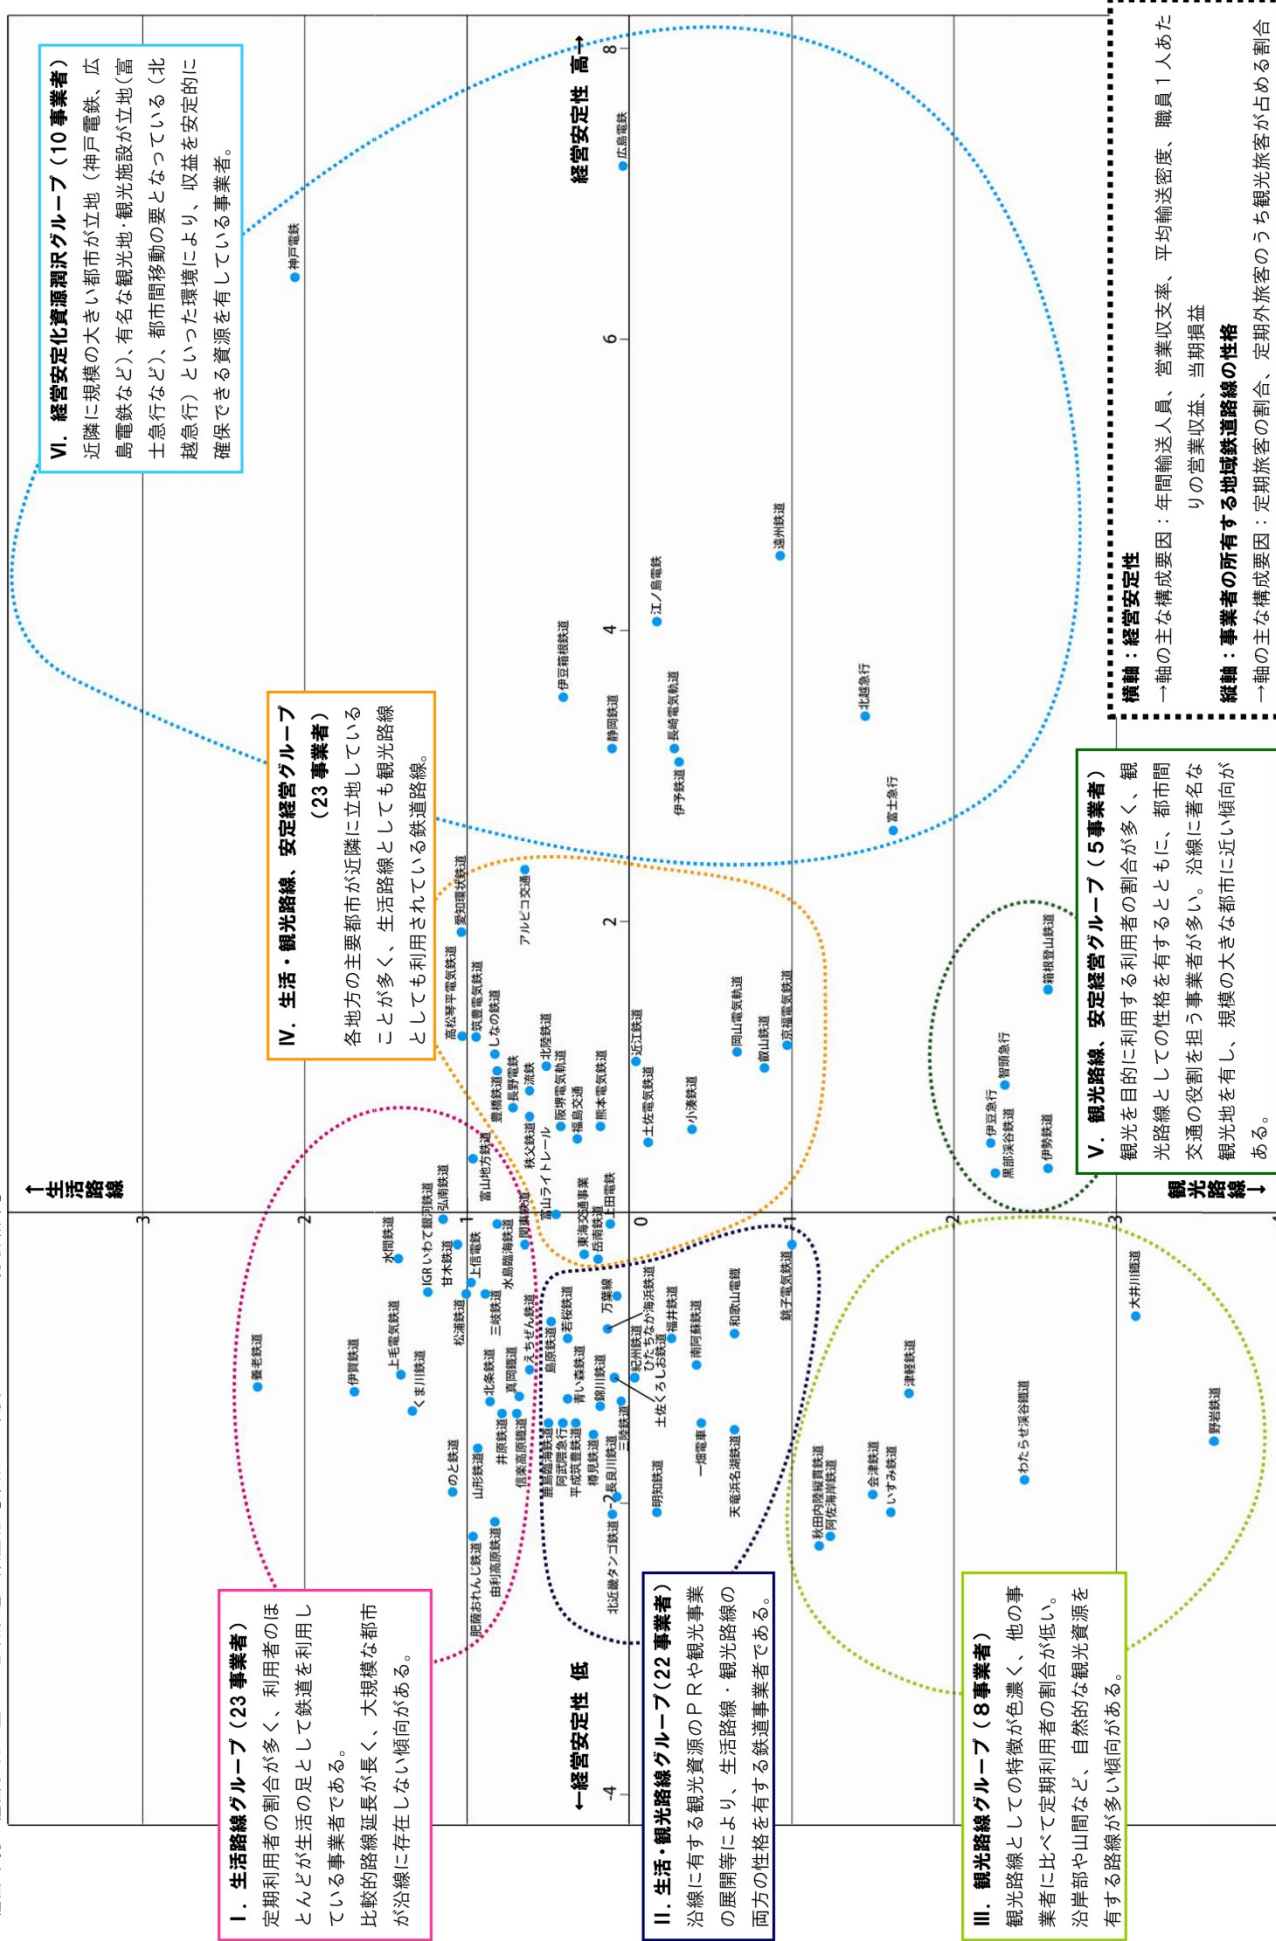 Ⅵ．経営安定化資源潤沢グループ（10事業者）
近隣に規模の大きい都市が立地（神戸電鉄、広
島電鉄など）、有名な観光地・観光施設が立地（富
士急行など）、都市間移動の要となっている（北
越急行）といった環境により、収益を安定的に
確保できる資源を有している事業者。
Ⅳ．生活・観光路線、安定経営グループ
（23事業者）
各地方の主要都市が近隣に立地している
ことが多く、生活路線としても観光路線
としても利用されている鉄道路線。
Ⅰ．生活路線グループ（23事業者）
定期利用者の割合が多く、利用者のほ
とんどが生活の足として鉄道を利用し
ている事業者である。
比較的路線延長が長く、大規模な都市
が沿線に存在しない傾向がある。
Ⅱ．生活・観光路線グループ（22事業者）
沿線に有する観光資源のＰＲや観光事業
の展開等により、生活路線・観光路線の
両方の性格を有する鉄道事業者である。
Ⅲ．観光路線グループ（８事業者）
観光路線としての特徴が色濃く、他の事
業者に比べて定期利用者の割合が低い。
沿岸部や山間など、自然的な観光資源を
有する路線が多い傾向がある。
Ⅴ．観光路線、安定経営グループ（５事業者）
観光を目的に利用する利用者の割合が多く、観
光路線としての性格を有するとともに、都市間
交通の役割を担う事業者が多い。沿線に著名な
観光地を有し、規模の大きな都市に近い傾向が
ある。
横軸：経営安定性
→軸の主な構成要因：年間輸送人員、営業収支率、平均輸送密度、職員１人あた
りの営業収益、当期損益
縦軸：事業者の所有する地域鉄道路線の性格
→軸の主な構成要因：定期旅客の割合、定期外旅客のうち観光旅客が占める割合
↑
生活
路線
観光
路線
↓
←経営安定性 低
経営安定性 高→
3
2
1
0
1
2
3
-4
-2
2
4
6
8
神戸電鉄
広島電鉄
遠州鉄道
江ノ島電鉄
伊豆箱根鉄道
静岡鉄道
長崎電気軌道
伊予鉄道
北越急行
富士急行
愛知環状鉄道
アルピコ交通
高松琴平電気鉄道
筑豊電気鉄道
しなの鉄道
豊橋鉄道
長野電鉄
流鉄
北陸鉄道
秩父鉄道
阪堺電気軌道
福島交通
熊本電気鉄道
近江鉄道
土佐電気鉄道
小湊鉄道
岡山電気軌道
叡山電鉄
京福電気鉄道
富山地方鉄道
富山ライトレール
関東鉄道
東海交通事業
岳南鉄道
上田電鉄
箱根登山鉄道
智頭急行
伊豆急行
黒部渓谷鉄道
伊勢鉄道
弘南鉄道
水間鉄道
IGRいわて銀河鉄道
甘木鉄道
上信電鉄
水島臨海鉄道
松浦鉄道
三岐鉄道
養老鉄道
伊賀鉄道
上毛電気鉄道
くま川鉄道
えちぜん鉄道
北条鉄道
真岡鐵道
井原鉄道
信楽高原鐵道
のと鉄道
山形鉄道
肥薩おれんじ鉄道
由利高原鉄道
島原鉄道
若桜鉄道
万葉線
ひたちなか海浜鉄道
福井鉄道
紀州鉄道
南阿蘇鉄道
和歌山電鐵
銚子電気鉄道
青い森鉄道
錦川鉄道
土佐くろしお鉄道
三陸鉄道
鹿島臨海鉄道
阿武隈急行
平成筑豊鉄道
樽見鉄道
長良川鉄道
北近畿タンゴ鉄道
明知鉄道
一畑電車
天竜浜名湖鉄道
大井川鐵道
津軽鉄道
わたらせ渓谷鐵道
野岩鉄道
秋田内陸縦貫鉄道
阿佐海岸鉄道
会津鉄道
いすみ鉄道